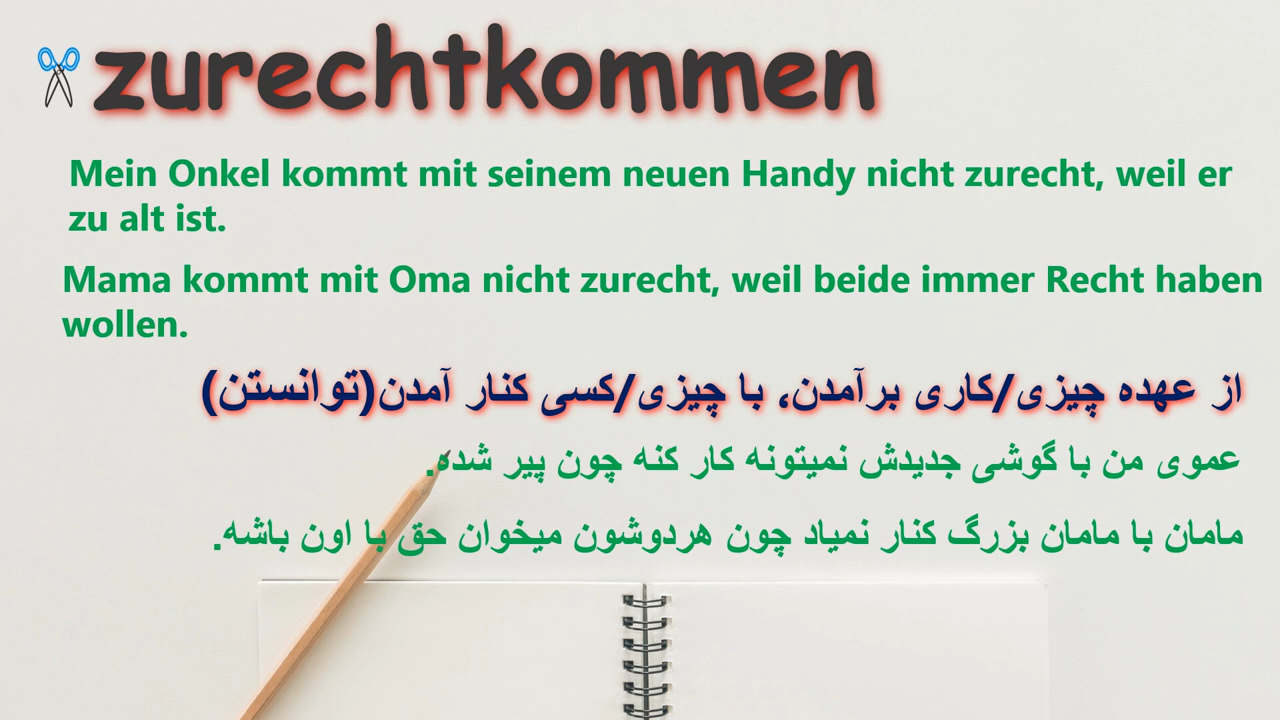 zurechtkommen
Mein Onkel kommt mit seinem neuen Handy nicht zurecht, weil er
zu alt ist.
Mama kommt mit Oma nicht zurecht, weil beide immer Recht haben
wollen.
از عهده چیزی/کاری برآمدن، با چیزی/کسی کنار آمدن(توانستن)
عموی من با گوشی جدیدش نمیتونه کار کنه چون پیر شده.
مامان با مامان بزرگ کنار نمیاد چون هردوشون میخوان حق با اون باشه.